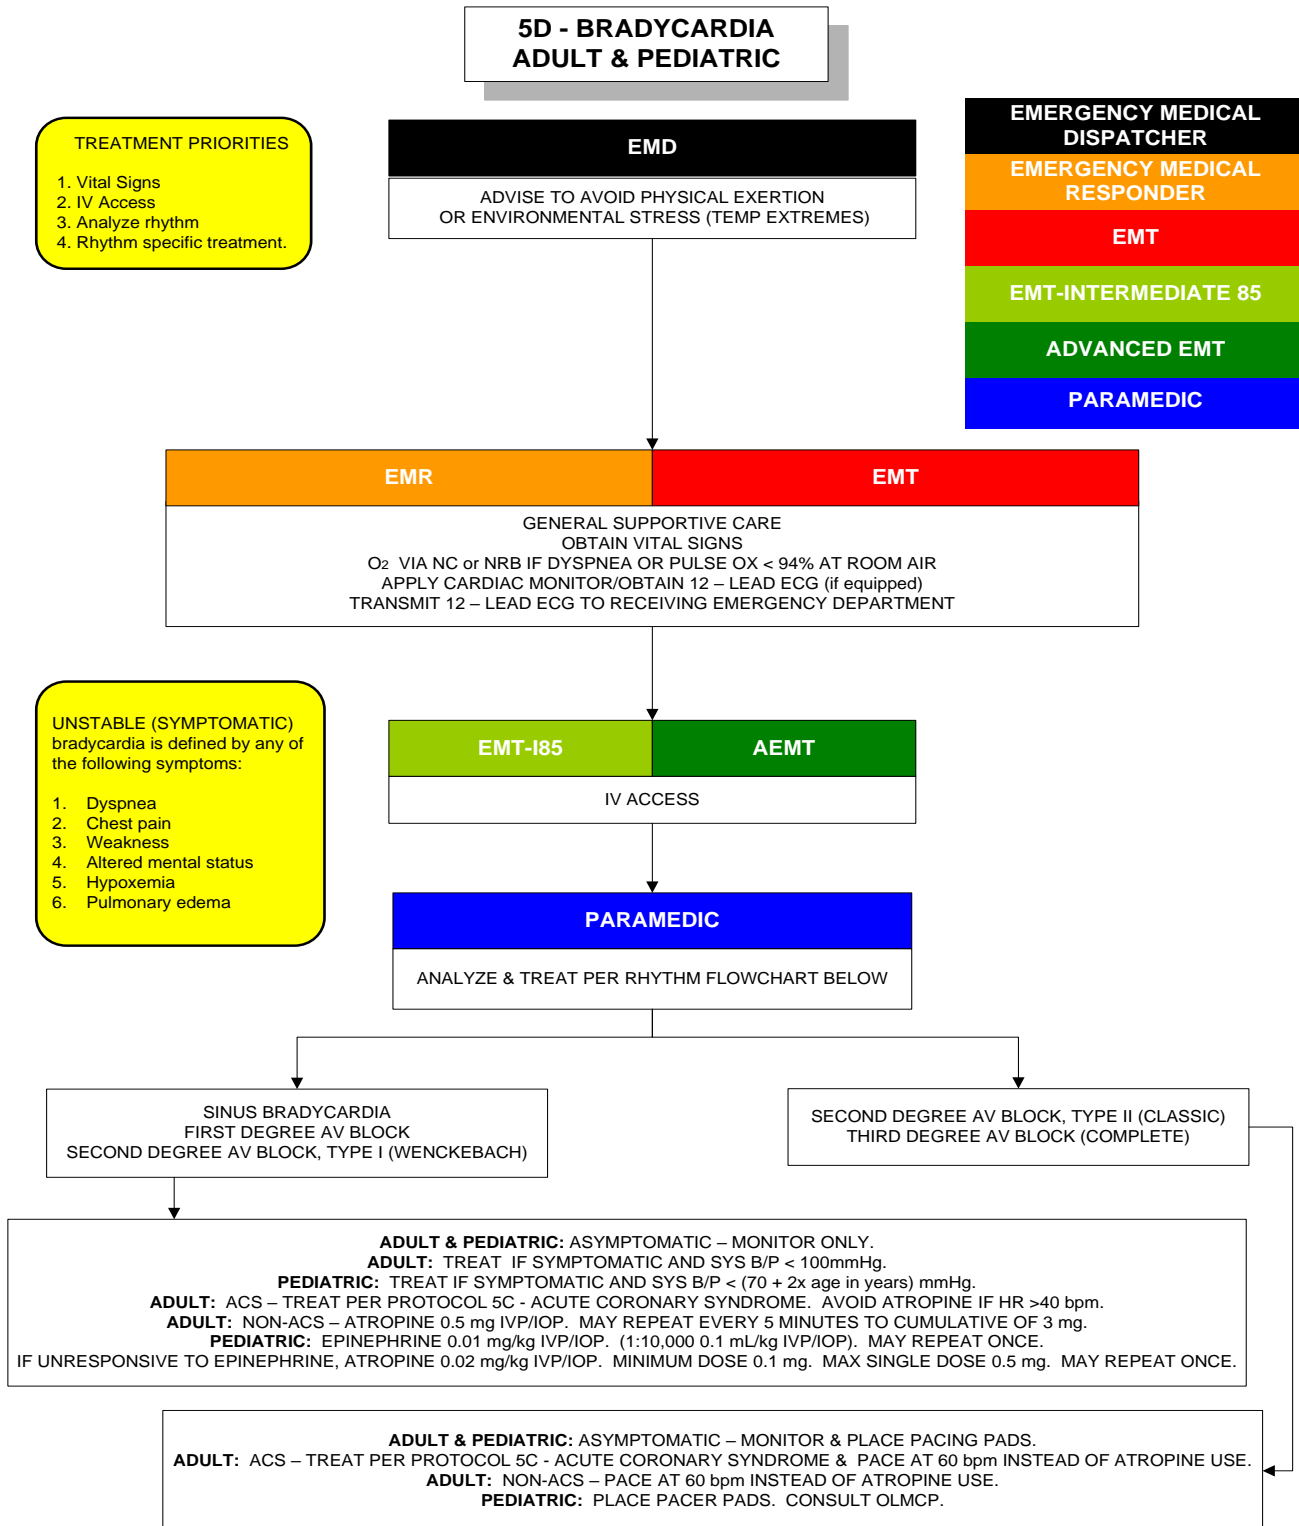 5D - BRADYCARDIA
ADULT & PEDIATRIC
TREATMENT PRIORITIES
1. Vital Signs
2. IV Access
3. Analyze rhythm
4. Rhythm specific treatment.
EMD
ADVISE TO AVOID PHYSICAL EXERTION
OR ENVIRONMENTAL STRESS (TEMP EXTREMES)
EMERGENCY MEDICAL
DISPATCHER
EMERGENCY MEDICAL
RESPONDER
EMT
EMT-INTERMEDIATE 85
ADVANCED EMT
PARAMEDIC
EMR
EMT
GENERAL SUPPORTIVE CARE
OBTAIN VITAL SIGNS
O2 VIA NC or NRB IF DYSPNEA OR PULSE OX < 94% AT ROOM AIR
APPLY CARDIAC MONITOR/OBTAIN 12 – LEAD ECG (if equipped)
TRANSMIT 12 – LEAD ECG TO RECEIVING EMERGENCY DEPARTMENT
UNSTABLE (SYMPTOMATIC)
bradycardia is defined by any of
the following symptoms:
1. Dyspnea
2. Chest pain
3. Weakness
4. Altered mental status
5. Hypoxemia
6. Pulmonary edema
EMT-I85
AEMT
IV ACCESS
PARAMEDIC
ANALYZE & TREAT PER RHYTHM FLOWCHART BELOW
SINUS BRADYCARDIA
FIRST DEGREE AV BLOCK
SECOND DEGREE AV BLOCK, TYPE I (WENCKEBACH)
SECOND DEGREE AV BLOCK, TYPE II (CLASSIC)
THIRD DEGREE AV BLOCK (COMPLETE)
ADULT & PEDIATRIC: ASYMPTOMATIC – MONITOR ONLY.
ADULT: TREAT IF SYMPTOMATIC AND SYS B/P < 100mmHg.
PEDIATRIC: TREAT IF SYMPTOMATIC AND SYS B/P < (70 + 2x age in years) mmHg.
ADULT: ACS – TREAT PER PROTOCOL 5C - ACUTE CORONARY SYNDROME. AVOID ATROPINE IF HR >40 bpm.
ADULT: NON-ACS – ATROPINE 0.5 mg IVP/IOP. MAY REPEAT EVERY 5 MINUTES TO CUMULATIVE OF 3 mg.
PEDIATRIC: EPINEPHRINE 0.01 mg/kg IVP/IOP. (1:10,000 0.1 mL/kg IVP/IOP). MAY REPEAT ONCE.
IF UNRESPONSIVE TO EPINEPHRINE, ATROPINE 0.02 mg/kg IVP/IOP. MINIMUM DOSE 0.1 mg. MAX SINGLE DOSE 0.5 mg. MAY REPEAT ONCE.
ADULT & PEDIATRIC: ASYMPTOMATIC – MONITOR & PLACE PACING PADS.
ADULT: ACS – TREAT PER PROTOCOL 5C - ACUTE CORONARY SYNDROME & PACE AT 60 bpm INSTEAD OF ATROPINE USE.
ADULT: NON-ACS – PACE AT 60 bpm INSTEAD OF ATROPINE USE.
PEDIATRIC: PLACE PACER PADS. CONSULT OLMCP.